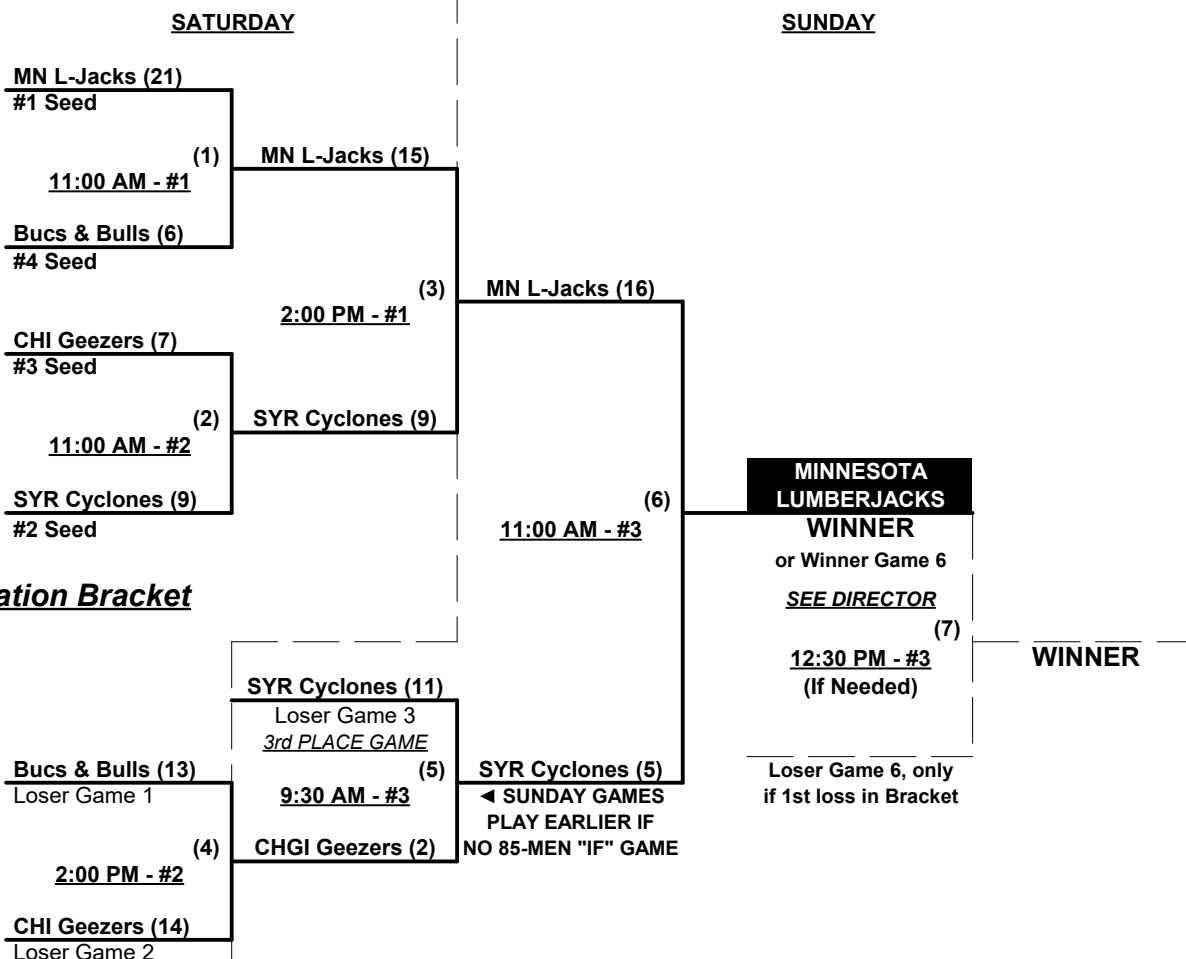 SATURDAY
SUNDAY
MN L-Jacks (21)
#1 Seed
(1)
11:00 AM - #1
MN L-Jacks (15)
Bucs & Bulls (6)
#4 Seed
(3)
2:00 PM - #1
MN L-Jacks (16)
CHI Geezers (7)
#3 Seed
(2)
11:00 AM - #2
SYR Cyclones (9)
SYR Cyclones (9)
#2 Seed
(6)
11:00 AM - #3
MINNESOTA
LUMBERJACKS
WINNER
or Winner Game 6
SEE DIRECTOR
(7)
12:30 PM - #3
(If Needed)
WINNER
Loser Game 6, only
if 1st loss in Bracket
ation Bracket
SYR Cyclones (11)
Loser Game 3
3rd PLACE GAME
(5)
9:30 AM - #3
SYR Cyclones (5)
◄ SUNDAY GAMES
PLAY EARLIER IF
NO 85-MEN "IF" GAME
Bucs & Bulls (13)
Loser Game 1
(4)
2:00 PM - #2
CHGI Geezers (2)
CHI Geezers (14)
Loser Game 2